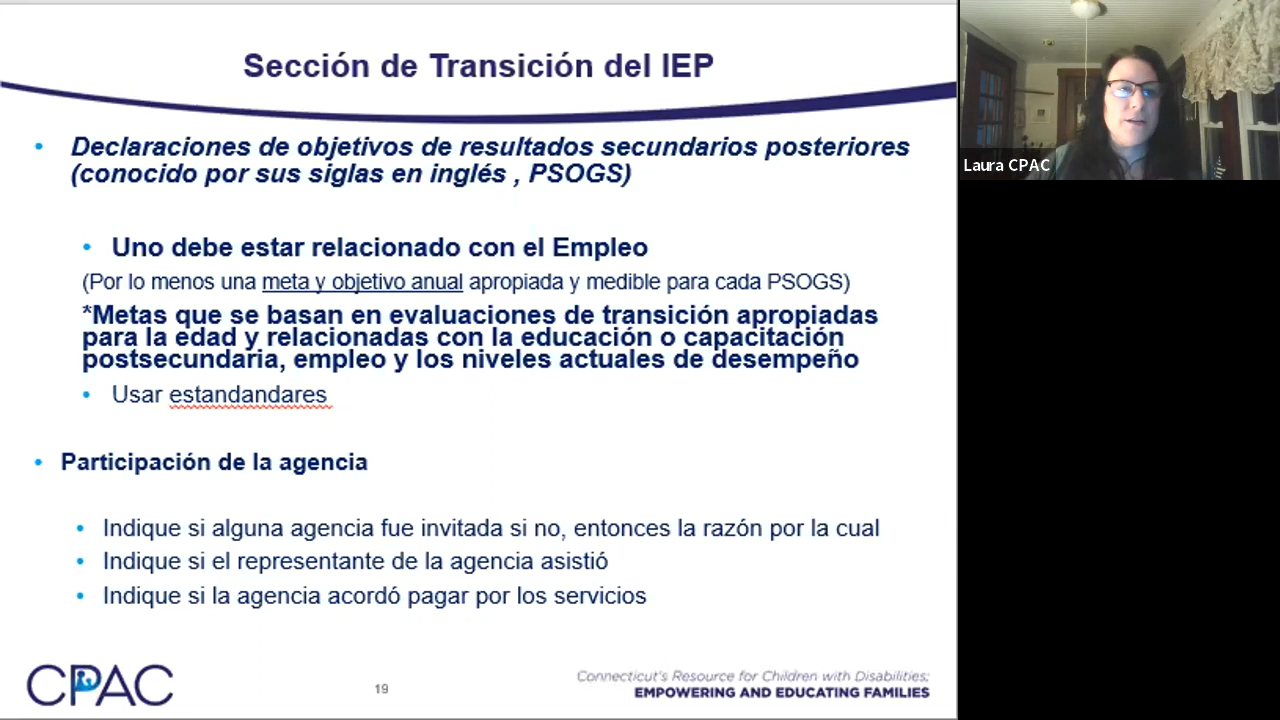 Sección de Transición del IEP
• Declaraciones de objetivos de resultados secundarios posteriores
(conocido por sus siglas en inglés , PSOGS)
• Uno debe estar relacionado con el Empleo
(Por lo menos una meta y objetivo anual apropiada y medible para cada PSOGS)
*Metas que se basan en evaluaciones de transición apropiadas
para la edad y relacionadas con la educación o capacitación
postsecundaria, empleo y los niveles actuales de desempeño
• Usar estandandares
• Participación de la agencia
• Indique si alguna agencia fue invitada si no, entonces la razón por la cual
• Indique si el representante de la agencia asistió
• Indique si la agencia acordó pagar por los servicios
CPAC
19
Connecticut's Resource for Children with Disabilities;
EMPOWERING AND EDUCATING FAMILIES
Laura CPAC